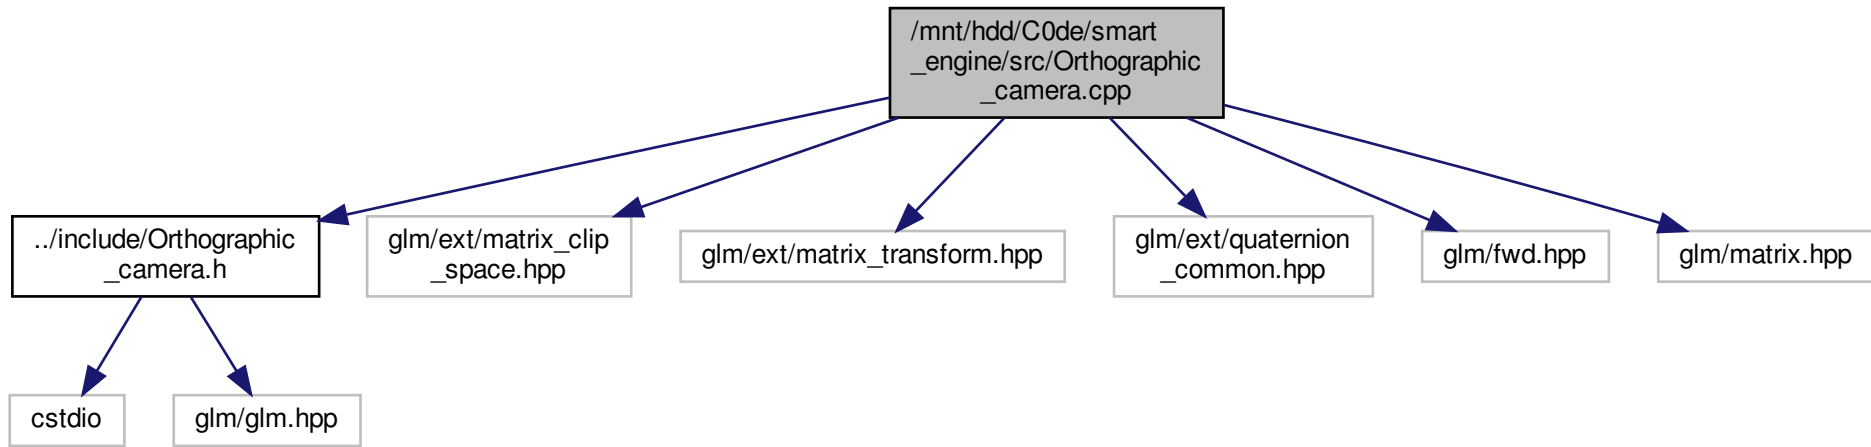 /mnt/hdd/C0de/smart
_engine/src/Orthographic
_camera.cpp
../include/Orthographic
_camera.h
glm/ext/matrix_clip
_space.hpp
glm/ext/matrix_transform.hpp
glm/ext/quaternion
_common.hpp
glm/fwd.hpp
glm/matrix.hpp
cstdio
glm/glm.hpp